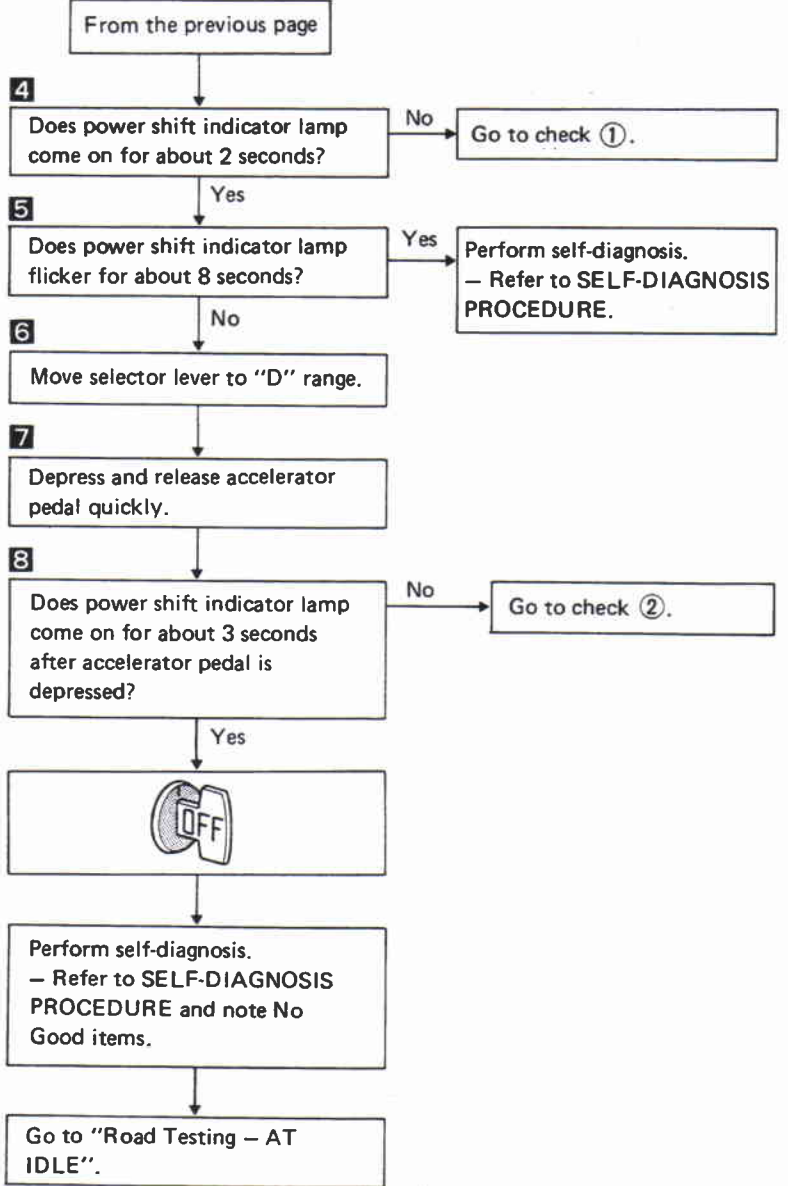 From the previous page
4
Does power shift indicator lamp
come on for about 2 seconds?
No
Go to check ①.
Yes
5
Does power shift indicator lamp
flicker for about 8 seconds?
Yes
Perform self-diagnosis.
— Refer to SELF-DIAGNOSIS
PROCEDURE.
No
6
Move selector lever to "D" range.
7
Depress and release accelerator
pedal quickly.
8
Does power shift indicator lamp
come on for about 3 seconds
after accelerator pedal is
depressed?
No
Go to check ②.
Yes
OFF
Perform self-diagnosis.
— Refer to SELF-DIAGNOSIS
PROCEDURE and note No
Good items.
Go to "Road Testing — AT
IDLE".